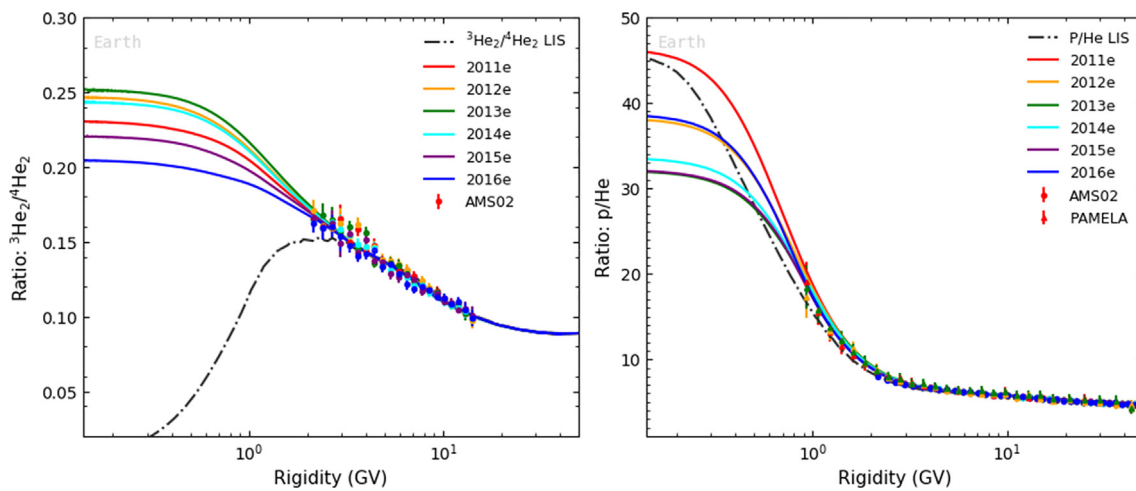 0.30
0.25
0.20
0.15
0.10
0.05
Ratio: ³He₂/⁴He₂
Earth
³He₂/⁴He₂ LIS
2011e
2012e
2013e
2014e
2015e
2016e
AMS02
10⁰
10¹
Rigidity (GV)
50
40
30
20
10
Ratio: p/He
Earth
P/He LIS
2011e
2012e
2013e
2014e
2015e
2016e
AMS02
PAMELA
10⁰
10¹
Rigidity (GV)